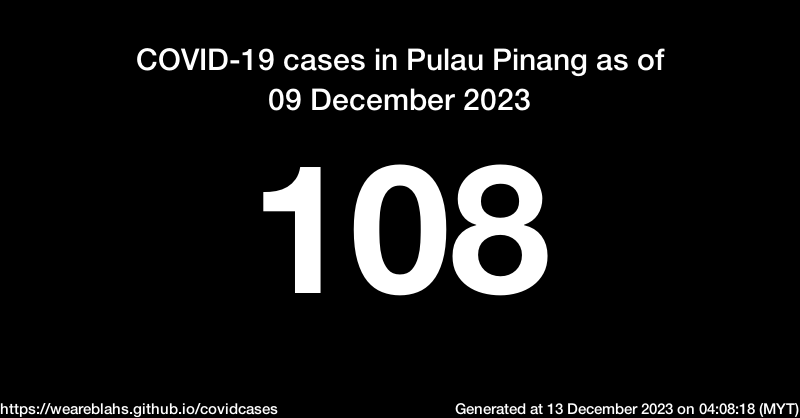 COVID-19 cases in Pulau Pinang as of
09 December 2023
108
https://weareblahs.github.io/covidcases
Generated at 13 December 2023 on 04:08:18 (MYT)